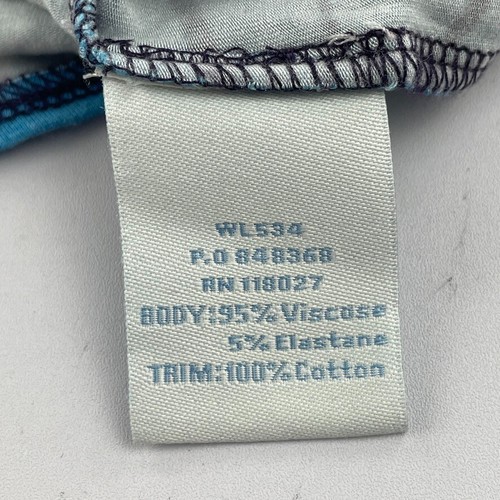 WL534
P.O 848368
RN 118027
BODY:95% Viscose
5% Elastane
TRIM:100% Cotton